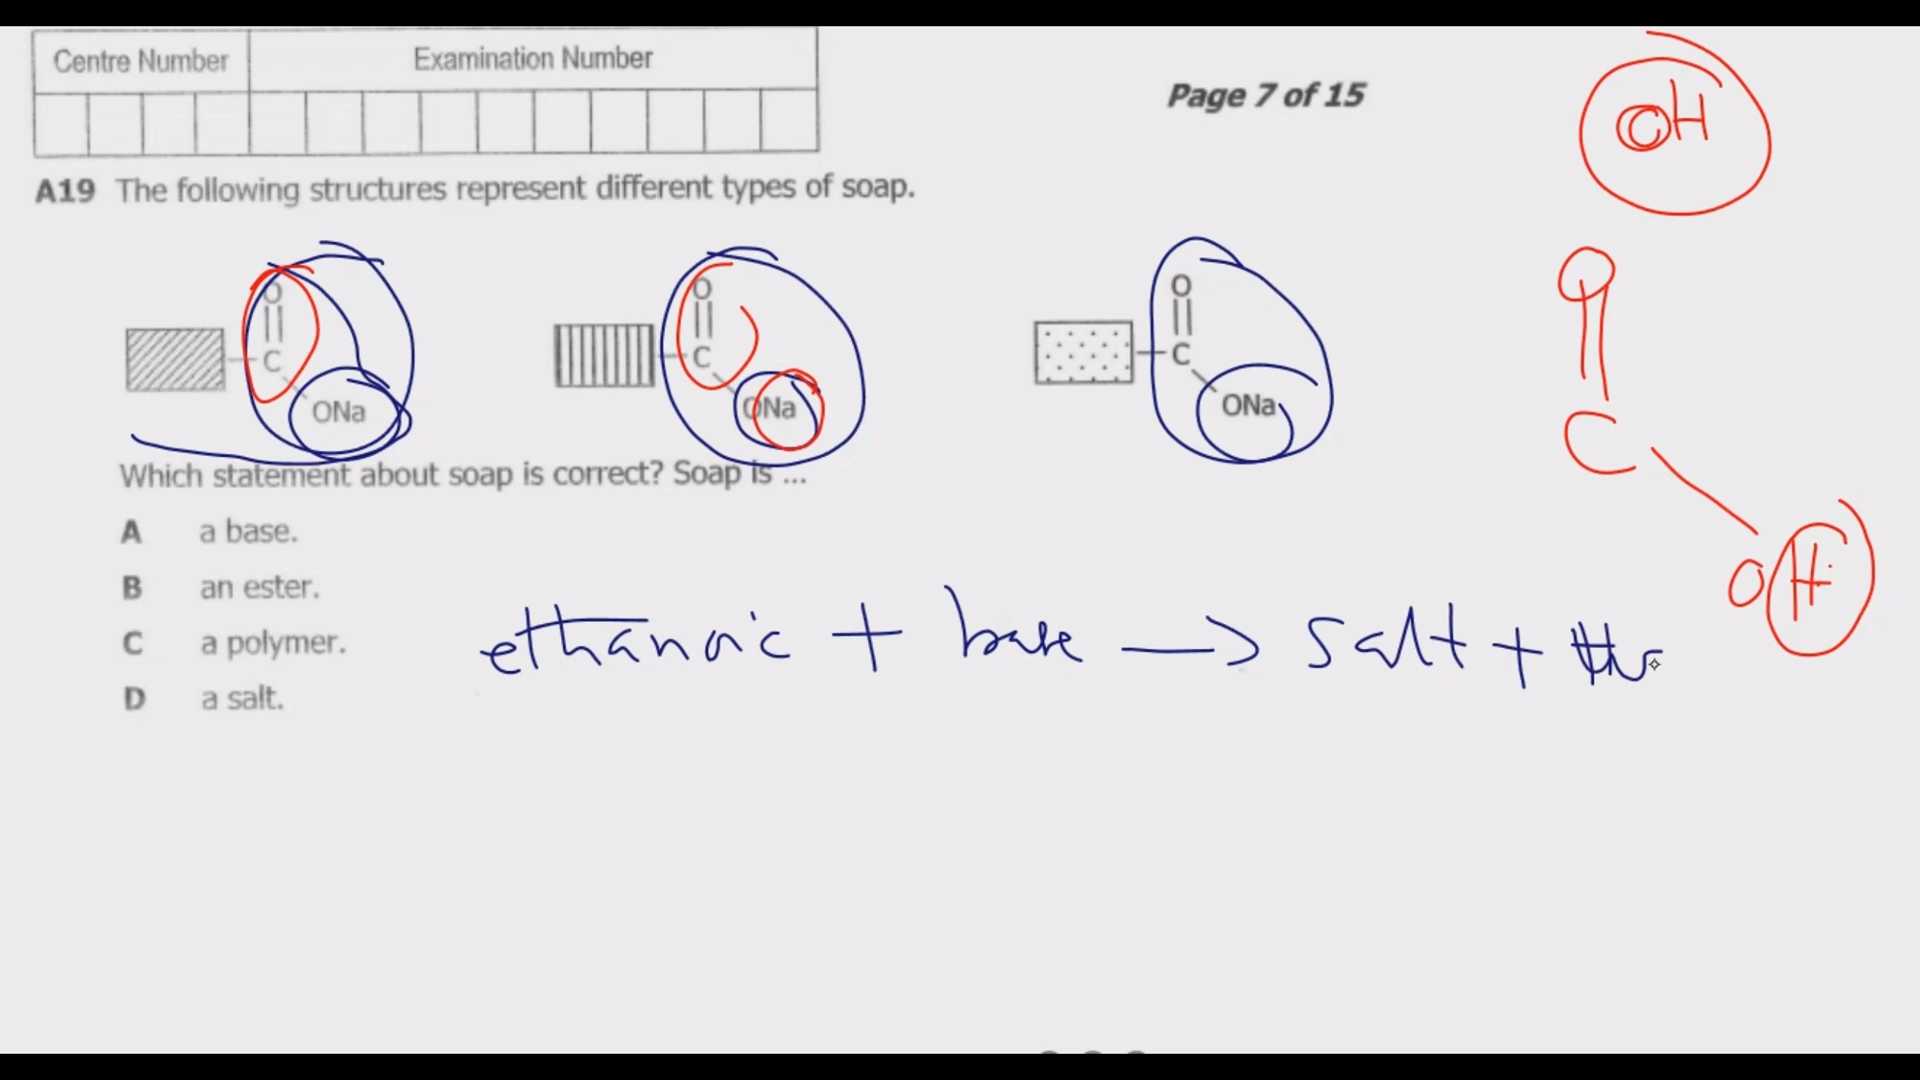 Centre Number Examination Number
Page 7 of 15
OH
A19 The following structures represent different types of soap.
O O O O
C C C C
ONa ONa ONa OH
Which statement about soap is correct? Soap is ...
A a base.
B an ester.
C a polymer.
D a salt.
ethanoic + base → salt +